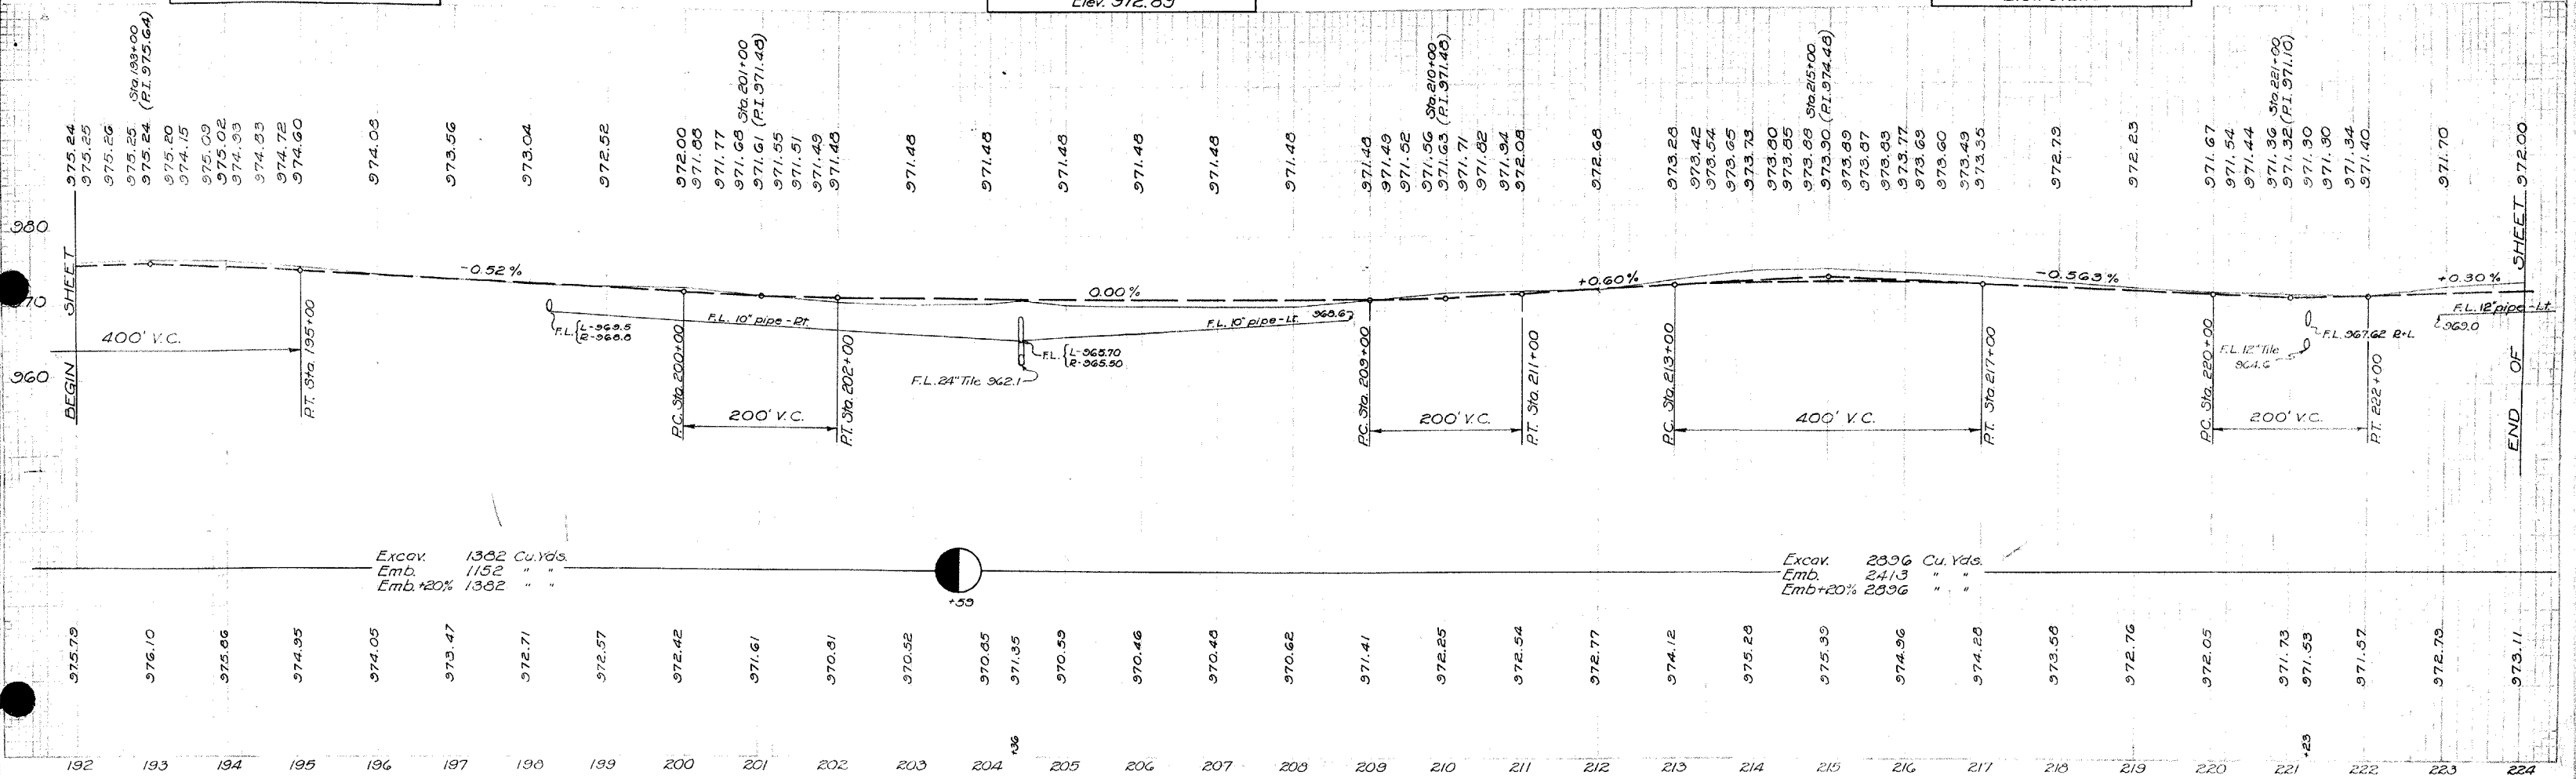 Elev. 972.89
Sta. 193+00
(P.I. 975.64)
Sta. 201+00
(P.I. 971.48)
Sta. 210+00
(P.I. 971.48)
Sta. 215+00
(P.I. 974.48)
Sta. 221+00
(P.I. 971.10)
975.24
975.25
975.26
975.25
975.24
975.20
974.15
975.09
975.02
974.93
974.83
974.72
974.60
974.08
973.56
973.04
972.52
972.00
971.88
971.77
971.68
971.61
971.55
971.51
971.49
971.48
971.48
971.48
971.48
971.48
971.48
971.48
971.48
971.49
971.52
971.56
971.63
971.71
971.82
971.94
972.08
972.68
973.28
973.42
973.54
973.65
973.73
973.80
973.85
973.88
973.90
973.89
973.87
973.83
973.77
973.69
973.60
973.49
973.35
972.79
972.23
971.67
971.54
971.44
971.36
971.32
971.30
971.30
971.34
971.40
971.70
972.00
980
970
960
BEGIN SHEET
END OF SHEET
-0.52%
0.00%
+0.60%
-0.563%
+0.30%
400' V.C.
P.T. Sta. 195+00
F.L. { L-969.5
R-968.8
F.L. 10" pipe - Rt.
P.C. Sta. 200+00
200' V.C.
P.T. Sta. 202+00
F.L. 24" Tile 962.1
F.L. { L-965.70
R-965.50
F.L. 10" pipe - Lt. 968.67
P.C. Sta. 209+00
200' V.C.
P.T. Sta. 211+00
P.C. Sta. 213+00
400' V.C.
P.T. Sta. 217+00
P.C. Sta. 220+00
200' V.C.
P.T. 222+00
F.L. 12" Tile
964.6
F.L. 967.62 R+L
F.L. 12" pipe - Lt.
969.0
Excav. 1382 Cu. Yds.
Emb. 1152 " "
Emb.+20% 1382 " "
+59
Excav. 2896 Cu. Yds.
Emb. 2413 " "
Emb+20% 2896 " "
975.79
976.10
975.86
974.95
974.05
973.47
972.71
972.57
972.42
971.61
970.81
970.52
970.85
971.35
970.59
970.46
970.48
970.62
971.41
972.25
972.54
972.77
974.12
975.28
975.39
974.96
974.28
973.58
972.76
972.05
971.73
971.53
971.57
972.79
973.11
+36
+23
192 193 194 195 196 197 198 199 200 201 202 203 204 205 206 207 208 209 210 211 212 213 214 215 216 217 218 219 220 221 222 223 224